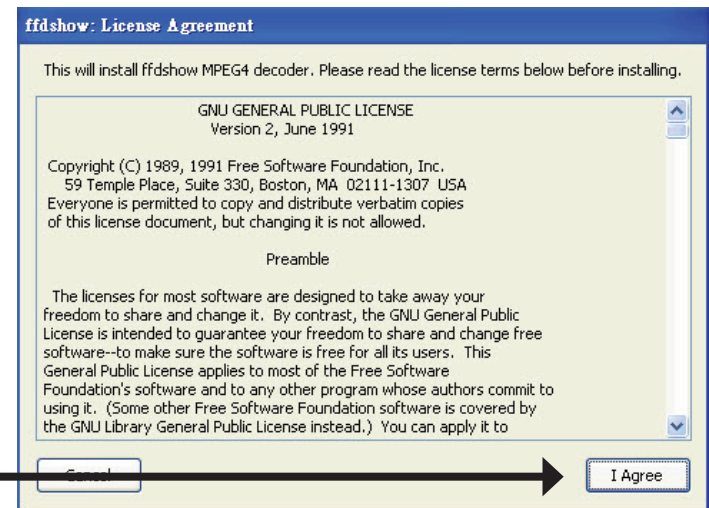 ffdshow: License Agreement
This will install ffdshow MPEG4 decoder. Please read the license terms below before installing.
GNU GENERAL PUBLIC LICENSE
Version 2, June 1991
Copyright (C) 1989, 1991 Free Software Foundation, Inc.
59 Temple Place, Suite 330, Boston, MA 02111-1307 USA
Everyone is permitted to copy and distribute verbatim copies
of this license document, but changing it is not allowed.
Preamble
The licenses for most software are designed to take away your
freedom to share and change it. By contrast, the GNU General Public
License is intended to guarantee your freedom to share and change free
software--to make sure the software is free for all its users. This
General Public License applies to most of the Free Software
Foundation's software and to any other program whose authors commit to
using it. (Some other Free Software Foundation software is covered by
the GNU Library General Public License instead.) You can apply it to
Cancel
I Agree